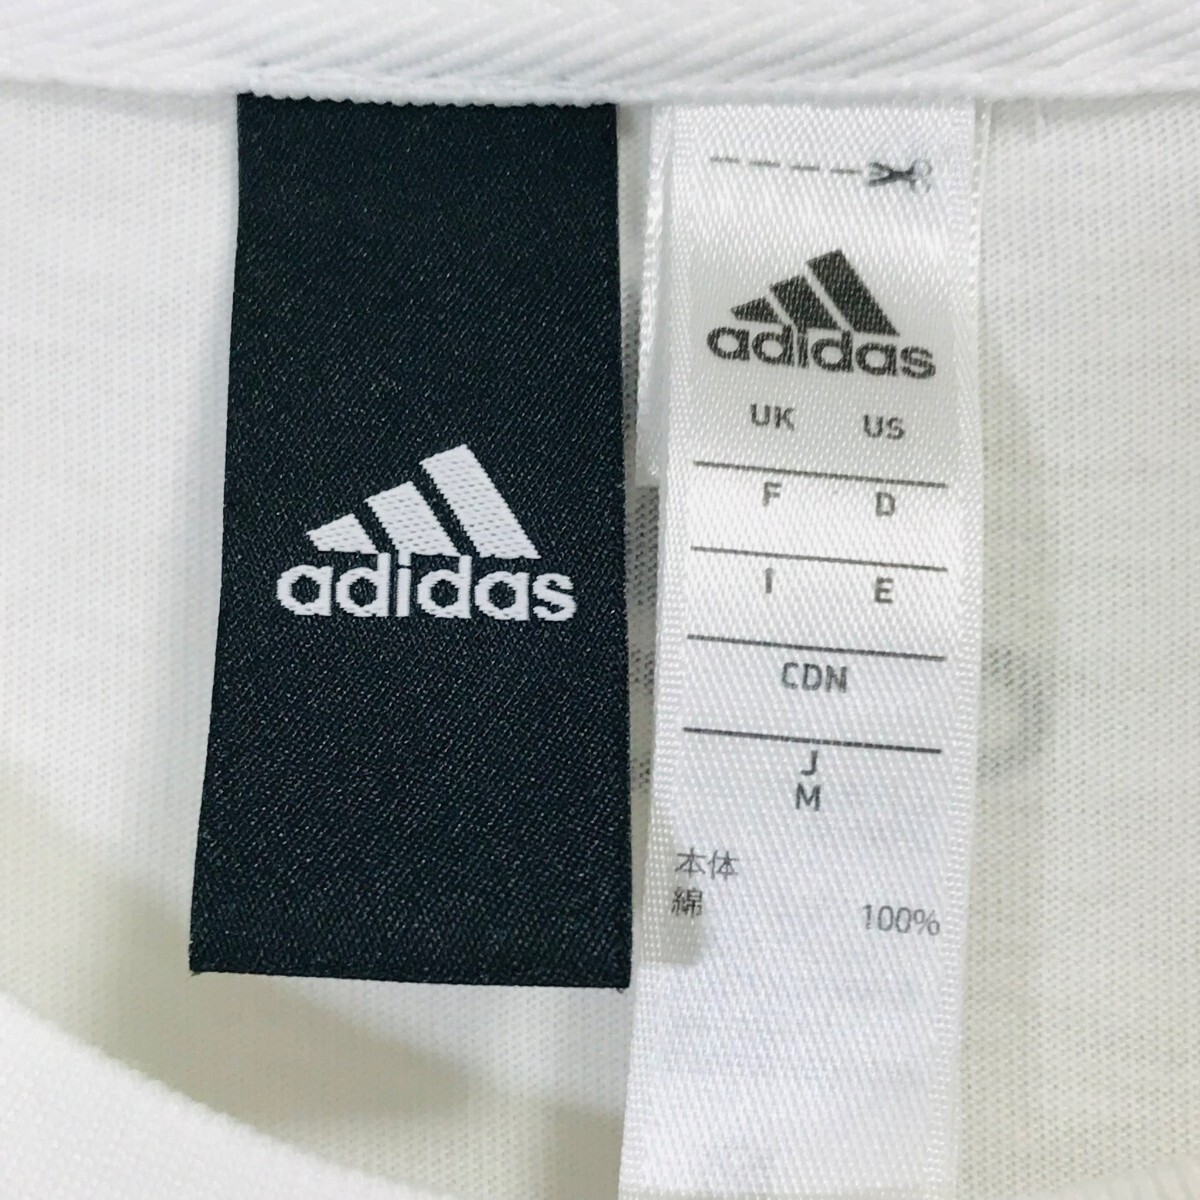 adidas
adidas
UK US
F D
I E
CDN
J
M
本体
綿 100%